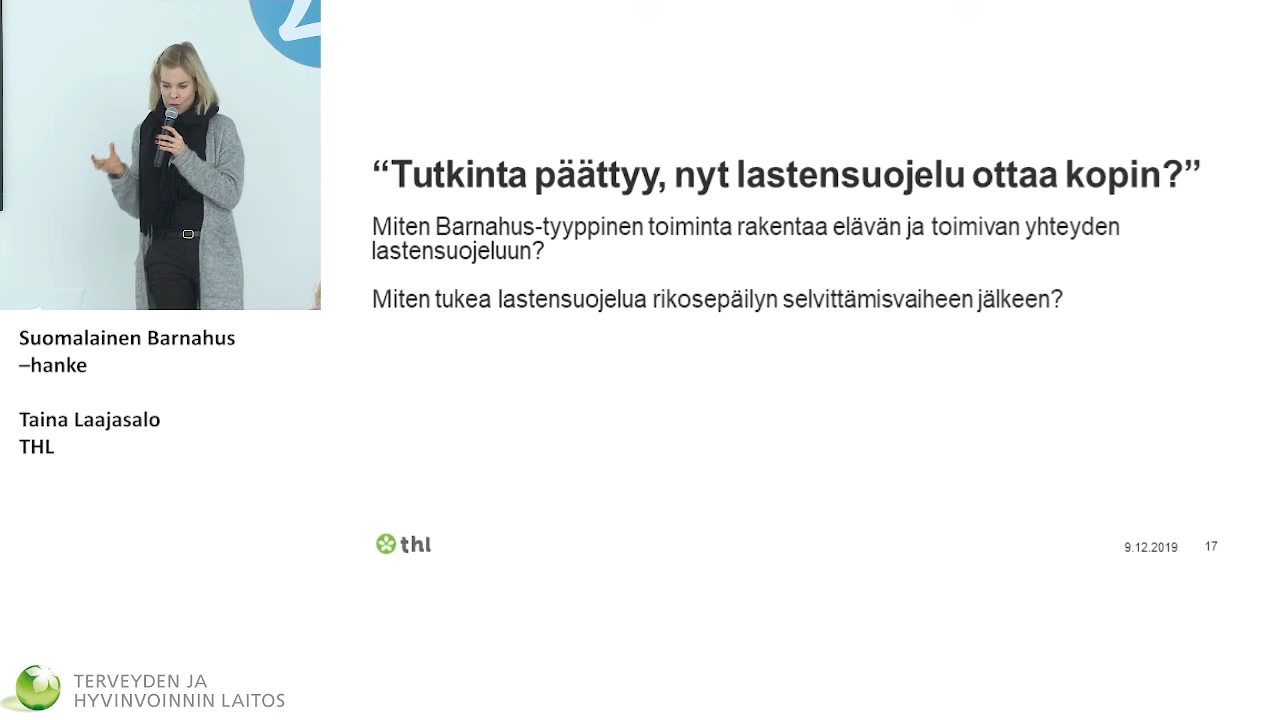 Suomalainen Barnahus
–hanke
Taina Laajasalo
THL
“Tutkinta päättyy, nyt lastensuojelu ottaa kopin?”
Miten Barnahus-tyyppinen toiminta rakentaa elävän ja toimivan yhteyden
lastensuojeluun?
Miten tukea lastensuojelua rikosepäilyn selvittämisvaiheen jälkeen?
thl
9.12.2019
17
TERVEYDEN JA
HYVINVOINNIN LAITOS